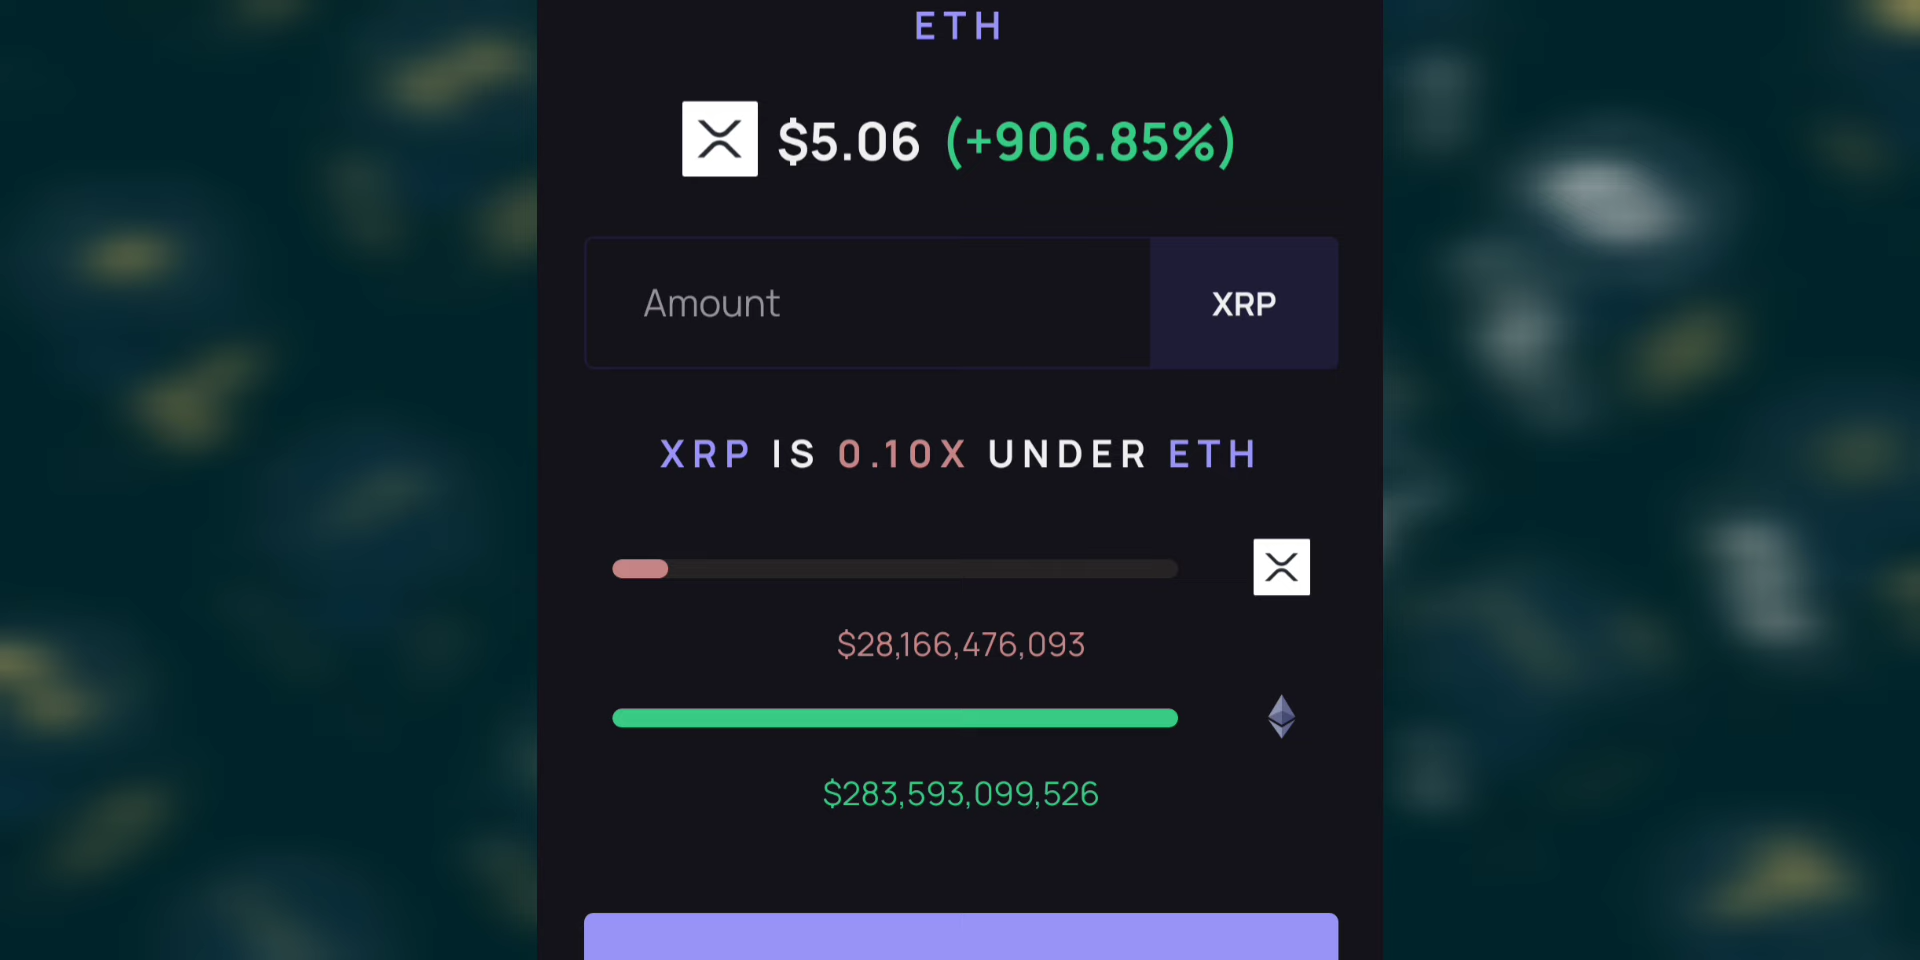 ETH
$5.06 (+906.85%)
Amount
XRP
XRP IS 0.10X UNDER ETH
$28,166,476,093
$283,593,099,526